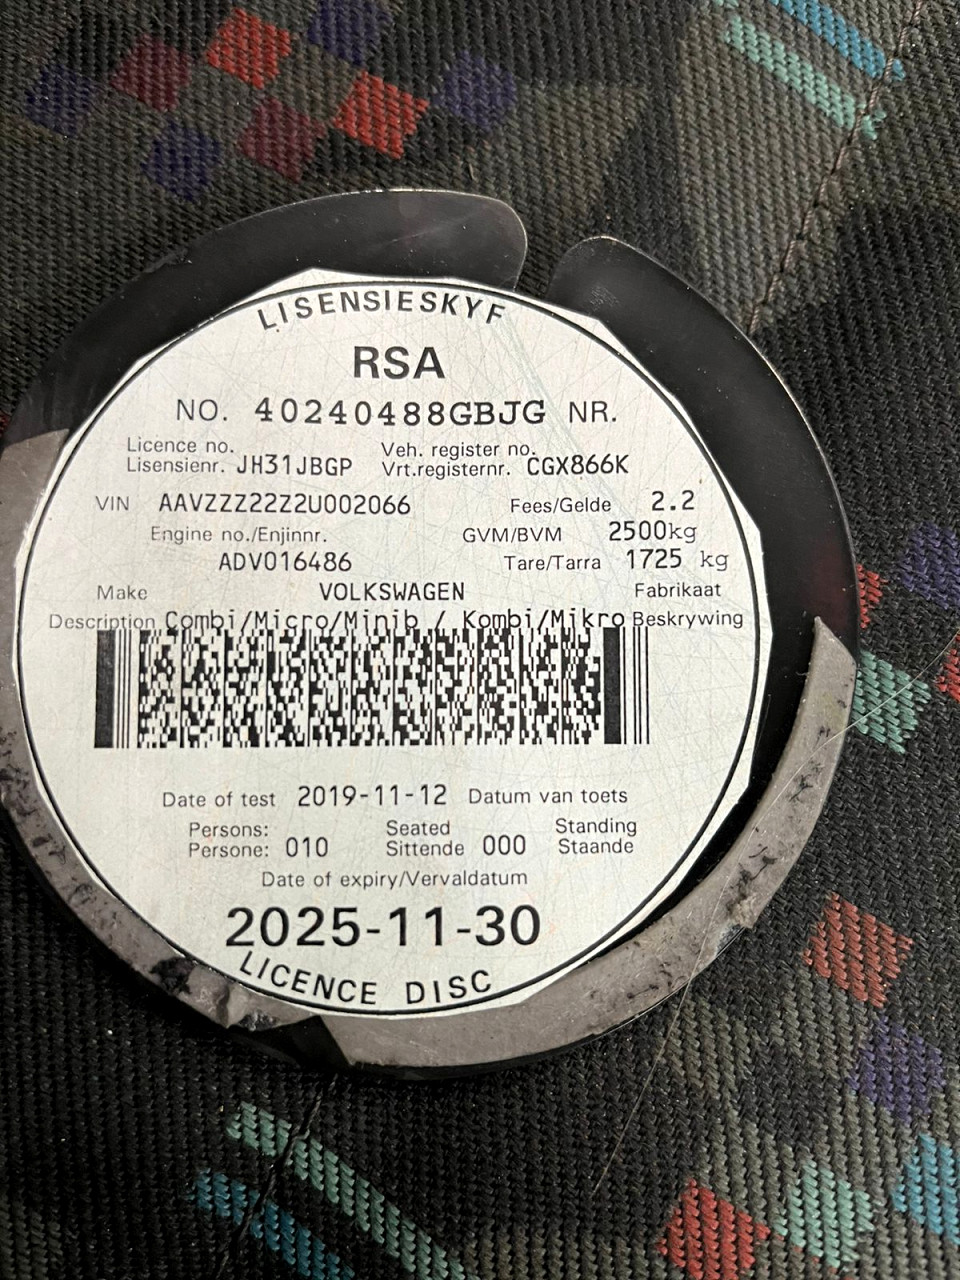 LISENSIESKYF
RSA
NO. 40240488GBJG NR.
Licence no. Veh. register no.
Lisensienr. JH31JBGP Vrt.registernr. CGX866K
VIN AAVZZZ22Z2U002066 Fees/Gelde 2.2
Engine no./Enjinnr. GVM/BVM 2500kg
ADV016486 Tare/Tarra 1725 kg
Make VOLKSWAGEN Fabrikaat
Description Combi/Micro/Minib / Kombi/Mikro Beskrywing
Date of test 2019-11-12 Datum van toets
Persons: Seated Standing
Persone: 010 Sittende 000 Staande
Date of expiry/Vervaldatum
2025-11-30
LICENCE DISC